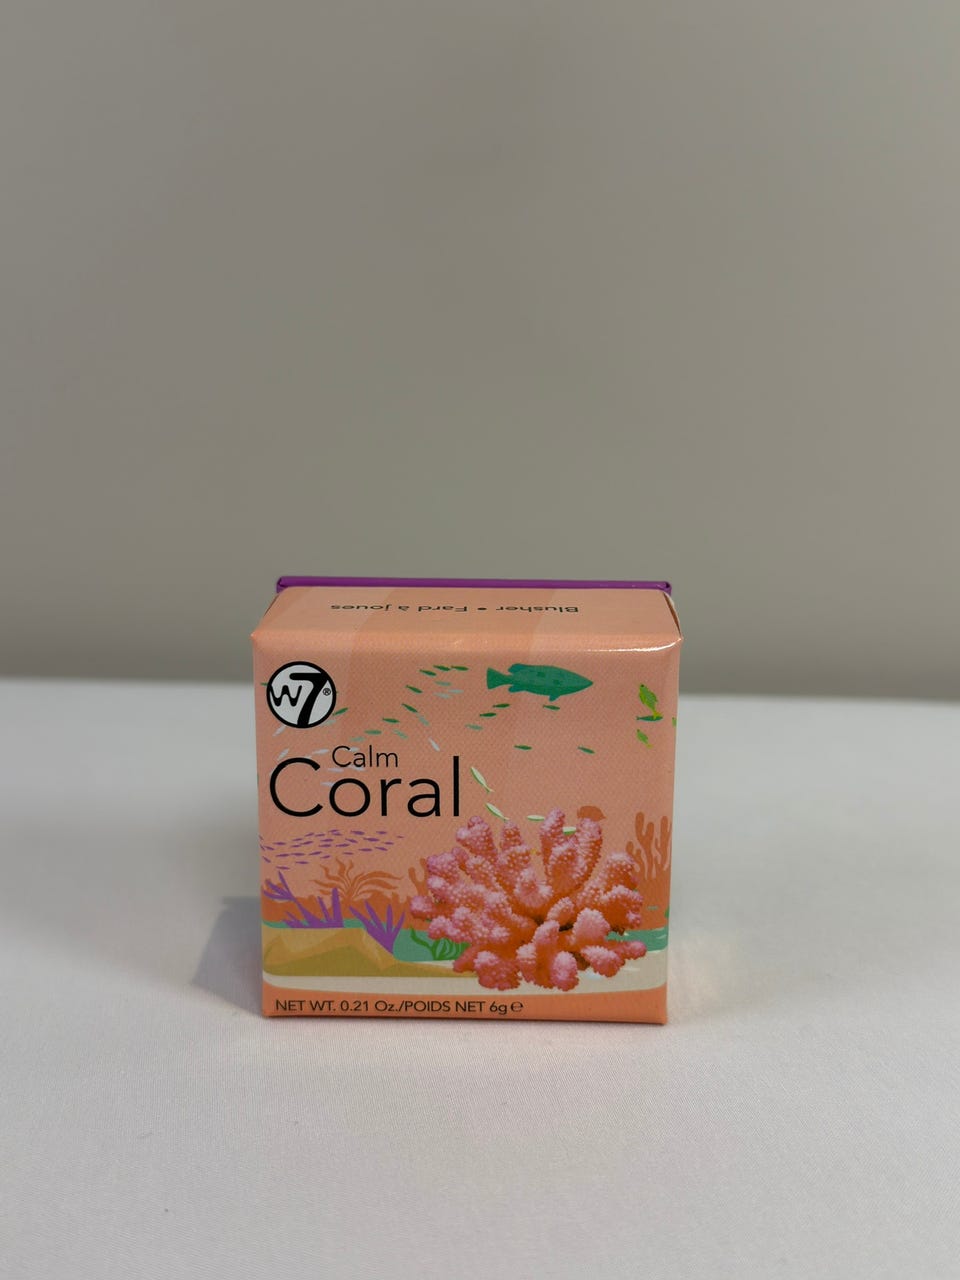 Blusher • Fard à joues
W7®
Calm
Coral
NET WT. 0.21 Oz./POIDS NET 6g ℮